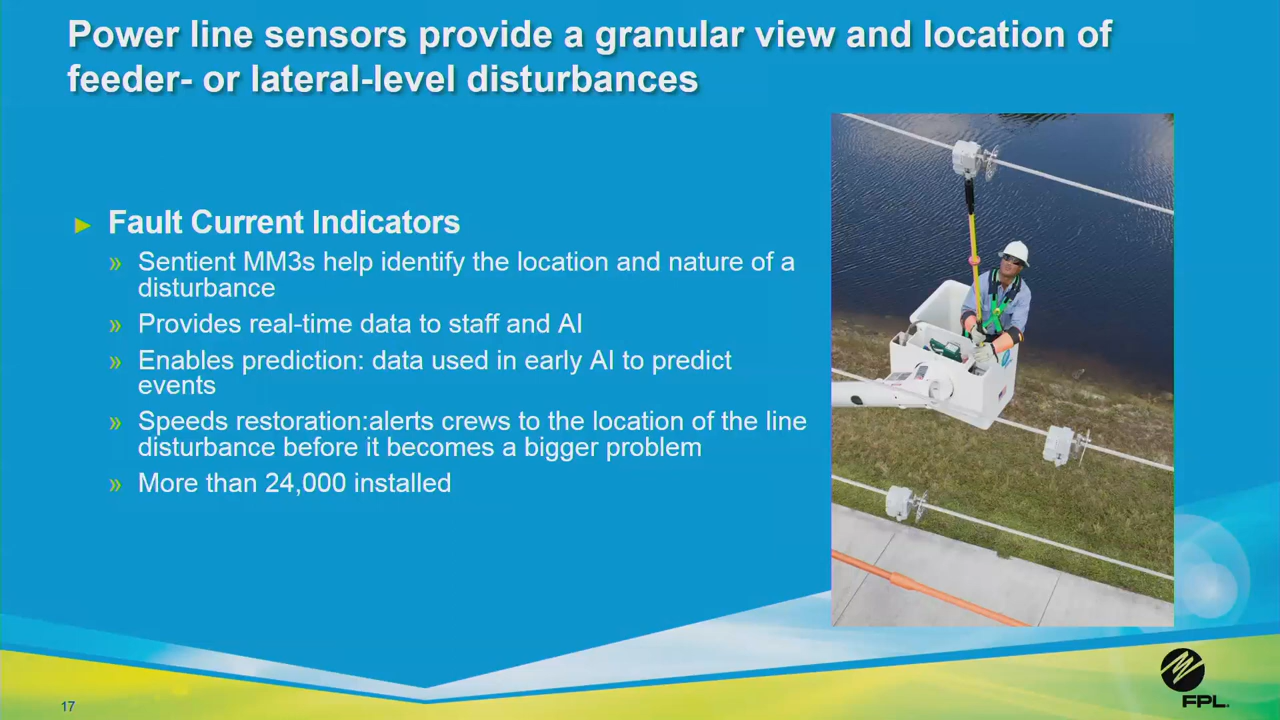 Power line sensors provide a granular view and location of
feeder- or lateral-level disturbances
Fault Current Indicators
» Sentient MM3s help identify the location and nature of a
disturbance
» Provides real-time data to staff and AI
» Enables prediction: data used in early AI to predict
events
» Speeds restoration:alerts crews to the location of the line
disturbance before it becomes a bigger problem
» More than 24,000 installed
17
FPL.